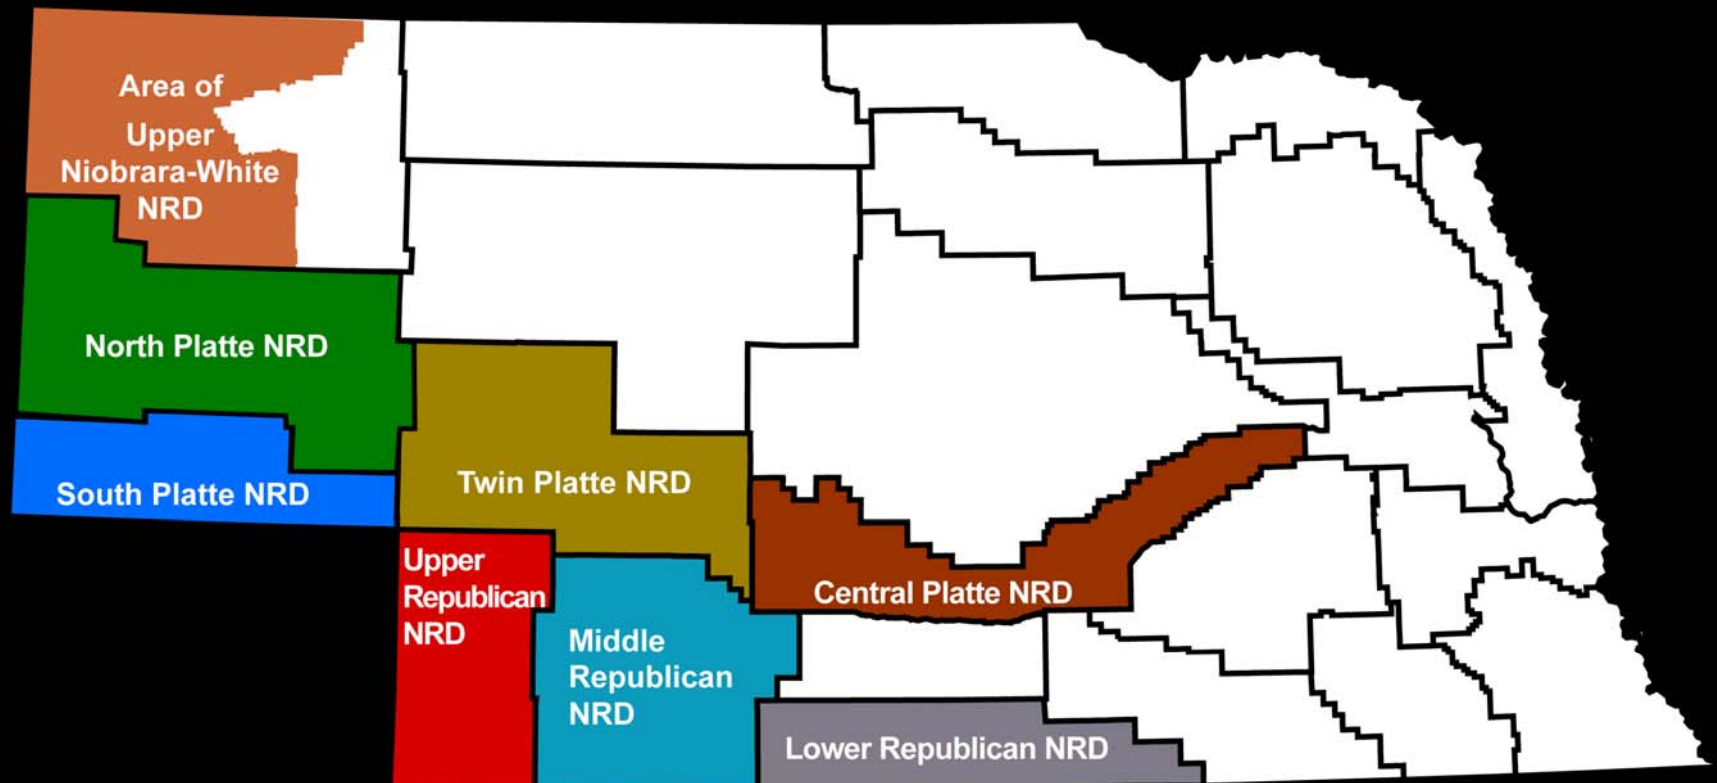 Area of
Upper
Niobrara-White
NRD
North Platte NRD
South Platte NRD
Twin Platte NRD
Upper
Republican
NRD
Middle
Republican
NRD
Central Platte NRD
Lower Republican NRD